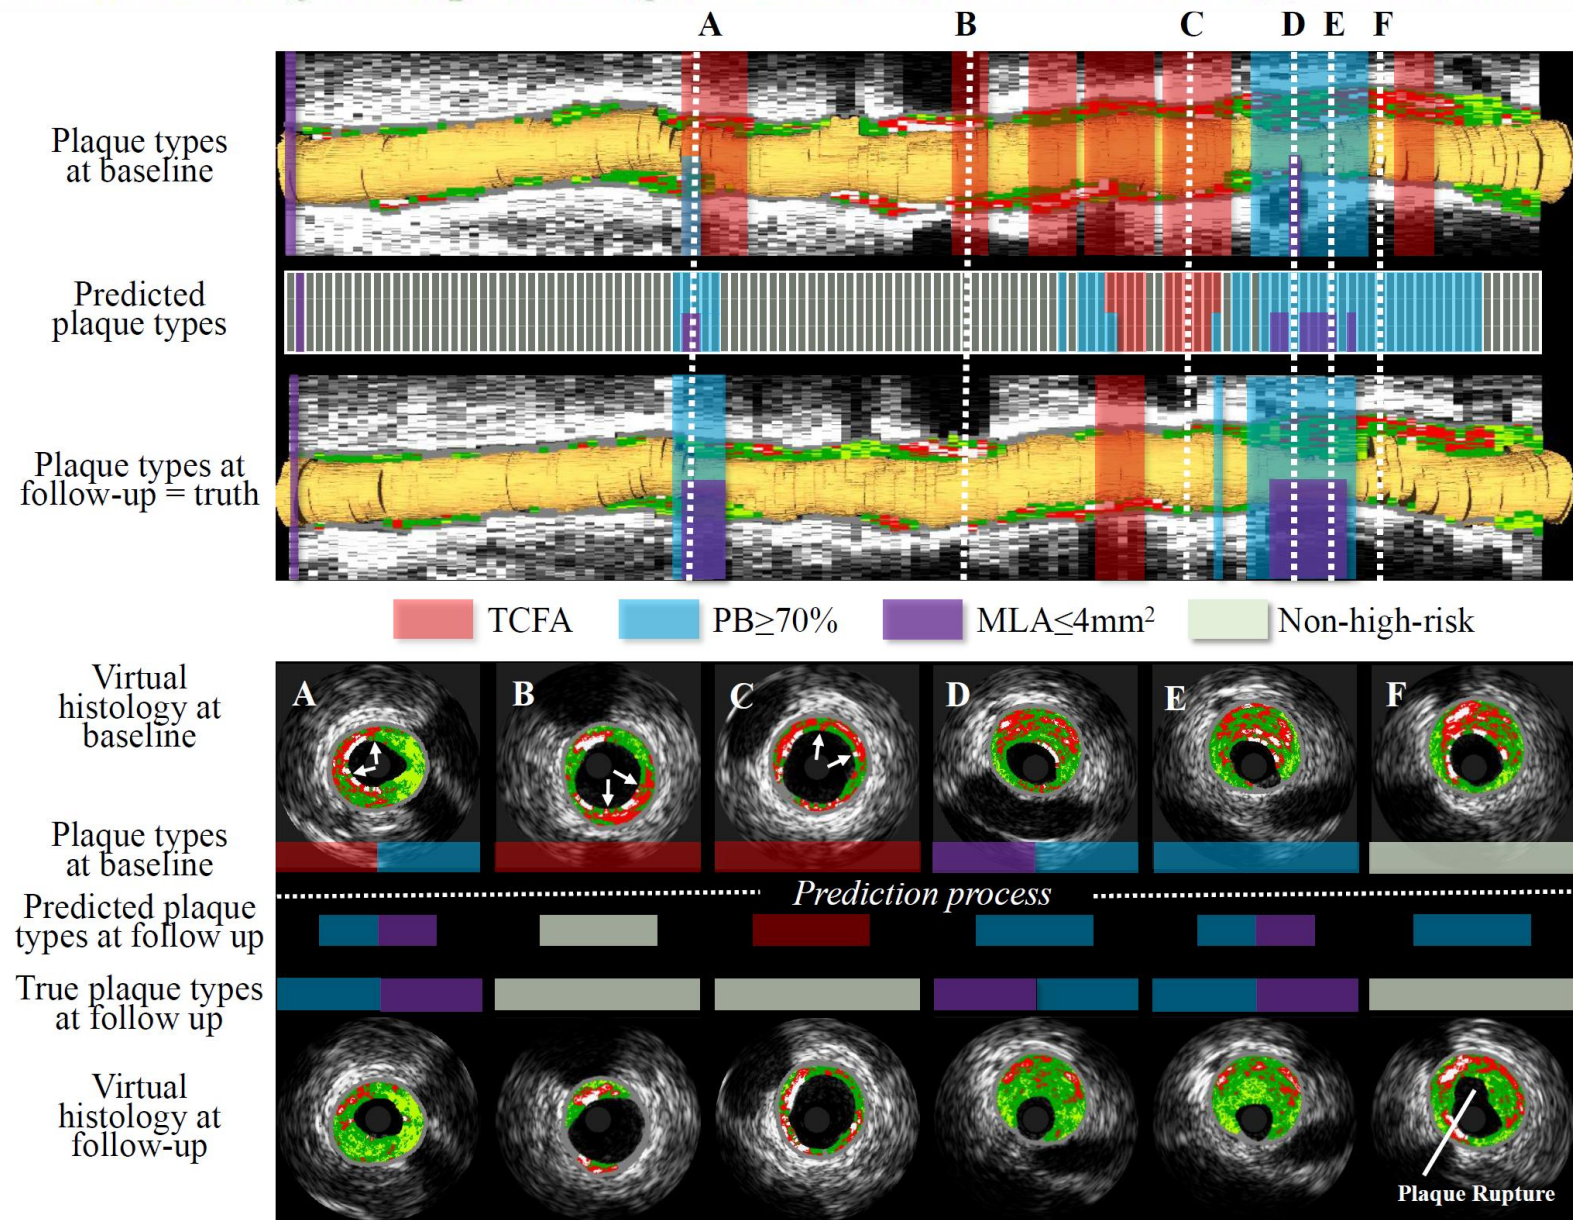 A B C D E F
Plaque types
at baseline
Predicted
plaque types
Plaque types at
follow-up = truth
TCFA PB≥70% MLA≤4mm² Non-high-risk
Virtual
histology at
baseline
A B C D E F
Plaque types
at baseline
Prediction process
Predicted plaque
types at follow up
True plaque types
at follow up
Virtual
histology at
follow-up
Plaque Rupture